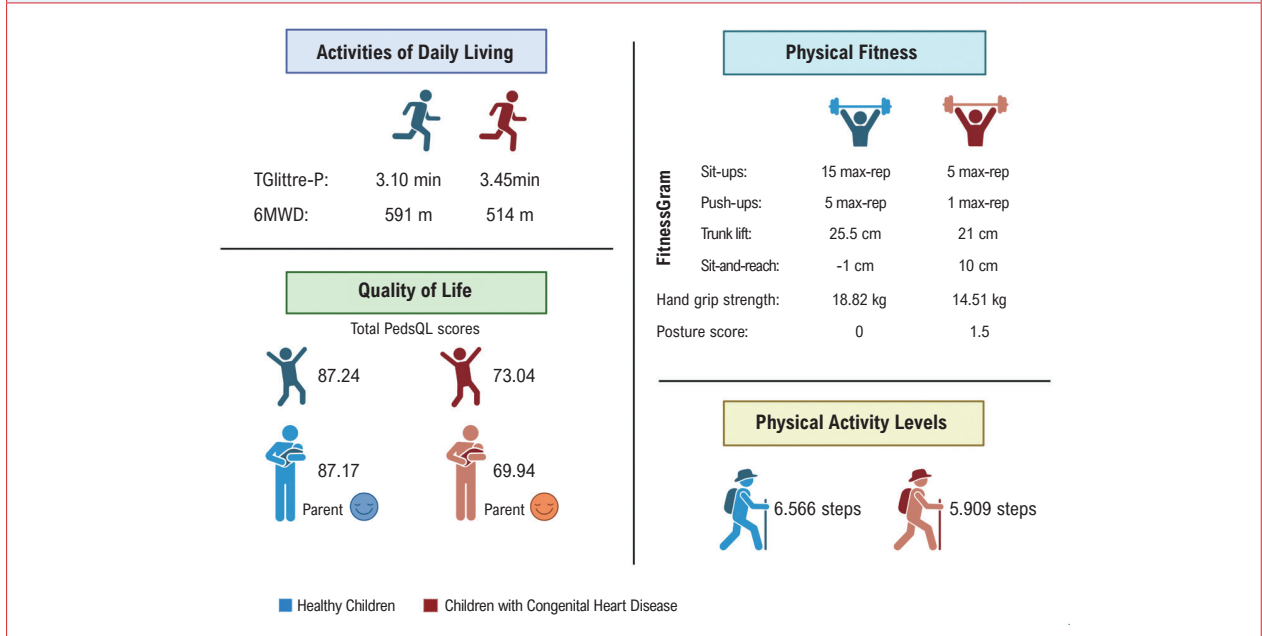 Activities of Daily Living
TGlittre-P: 3.10 min 3.45min
6MWD: 591 m 514 m
Quality of Life
Total PedsQL scores
87.24 73.04
87.17 69.94
Parent Parent
Physical Fitness
FitnessGram
Sit-ups: 15 max-rep 5 max-rep
Push-ups: 5 max-rep 1 max-rep
Trunk lift: 25.5 cm 21 cm
Sit-and-reach: -1 cm 10 cm
Hand grip strength: 18.82 kg 14.51 kg
Posture score: 0 1.5
Physical Activity Levels
6.566 steps 5.909 steps
Healthy Children Children with Congenital Heart Disease